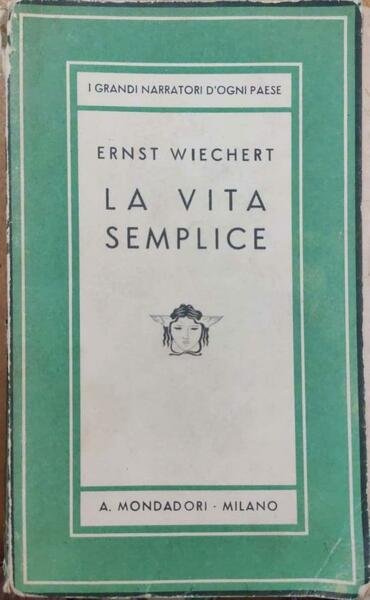 I GRANDI NARRATORI D'OGNI PAESE
ERNST WIECHERT
LA VITA
SEMPLICE
A. MONDADORI - MILANO